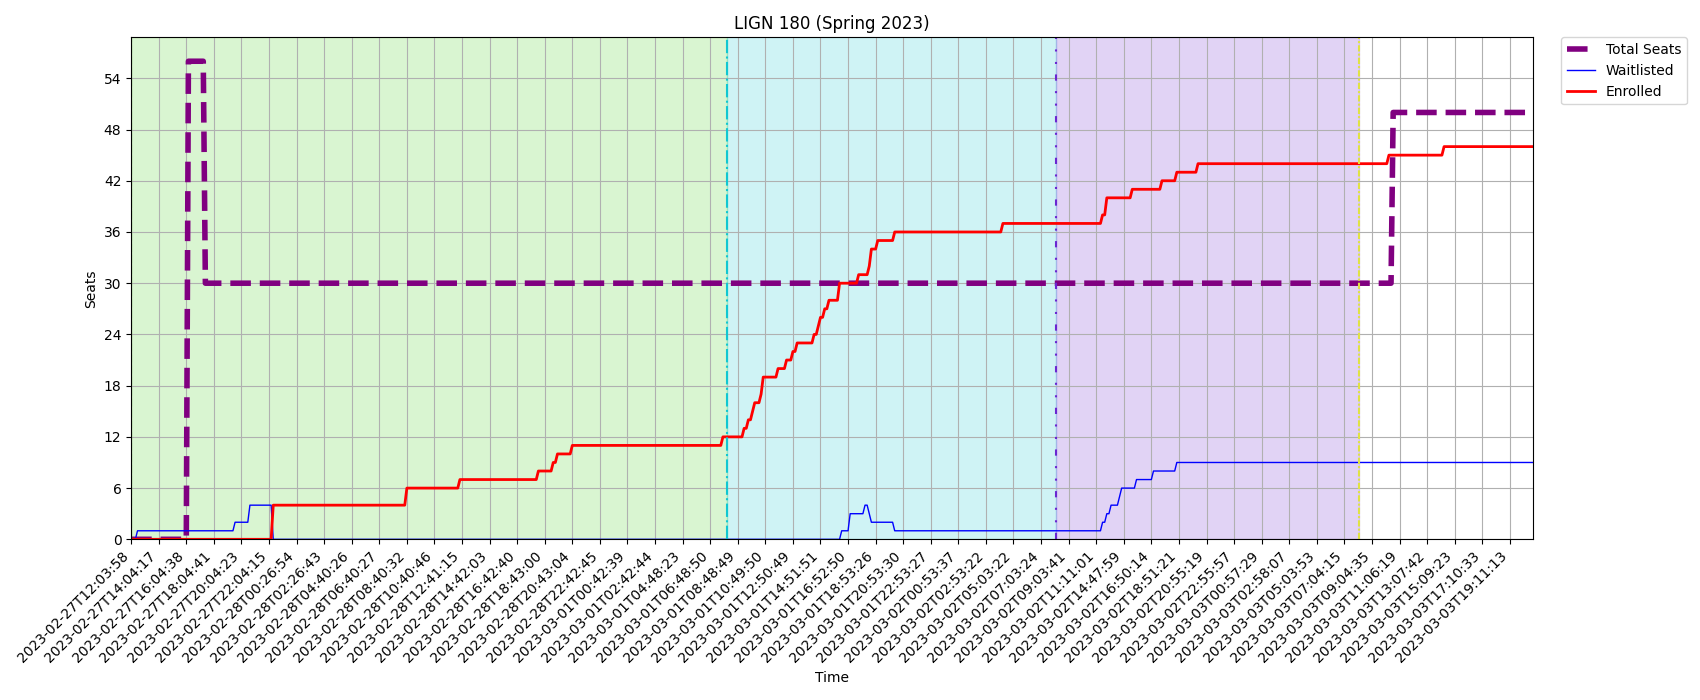 LIGN 180 (Spring 2023)
Total Seats
Waitlisted
Enrolled
Seats
54
48
42
36
30
24
18
12
6
0
2023-02-27T12:03:58
2023-02-27T14:04:17
2023-02-27T16:04:38
2023-02-27T18:04:41
2023-02-27T20:04:23
2023-02-27T22:04:15
2023-02-28T00:26:54
2023-02-28T02:26:43
2023-02-28T04:40:26
2023-02-28T06:40:27
2023-02-28T08:40:32
2023-02-28T10:40:46
2023-02-28T12:41:15
2023-02-28T14:42:03
2023-02-28T16:42:40
2023-02-28T18:43:00
2023-02-28T20:43:04
2023-02-28T22:42:45
2023-03-01T00:42:39
2023-03-01T02:42:44
2023-03-01T04:48:23
2023-03-01T06:48:50
2023-03-01T08:48:49
2023-03-01T10:49:50
2023-03-01T12:50:49
2023-03-01T14:51:51
2023-03-01T16:52:50
2023-03-01T18:53:26
2023-03-01T20:53:30
2023-03-01T22:53:27
2023-03-02T00:53:37
2023-03-02T02:53:22
2023-03-02T05:03:22
2023-03-02T07:03:24
2023-03-02T09:03:41
2023-03-02T11:11:01
2023-03-02T14:47:59
2023-03-02T16:50:14
2023-03-02T18:51:21
2023-03-02T20:55:19
2023-03-02T22:55:57
2023-03-03T00:57:29
2023-03-03T02:58:07
2023-03-03T05:03:53
2023-03-03T07:04:15
2023-03-03T09:04:35
2023-03-03T11:06:19
2023-03-03T13:07:42
2023-03-03T15:09:23
2023-03-03T17:10:33
2023-03-03T19:11:13
Time